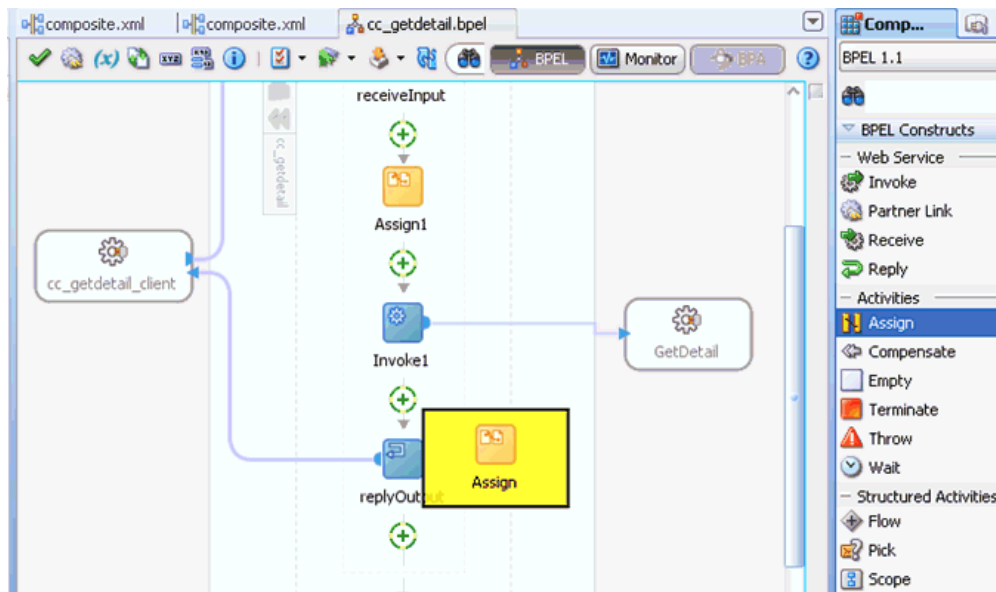 composite.xml
composite.xml
cc_getdetail.bpel
Comp...
(x)
XYZ
BPEL
Monitor
BPA
BPEL 1.1
receiveInput
BPEL Constructs
cc_getdetail
Web Service
Invoke
Partner Link
Receive
Reply
Assign1
cc_getdetail_client
Activities
Assign
GetDetail
Compensate
Invoke1
Empty
Terminate
Throw
Wait
Assign
replyOutput
Structured Activities
Flow
Pick
Scope